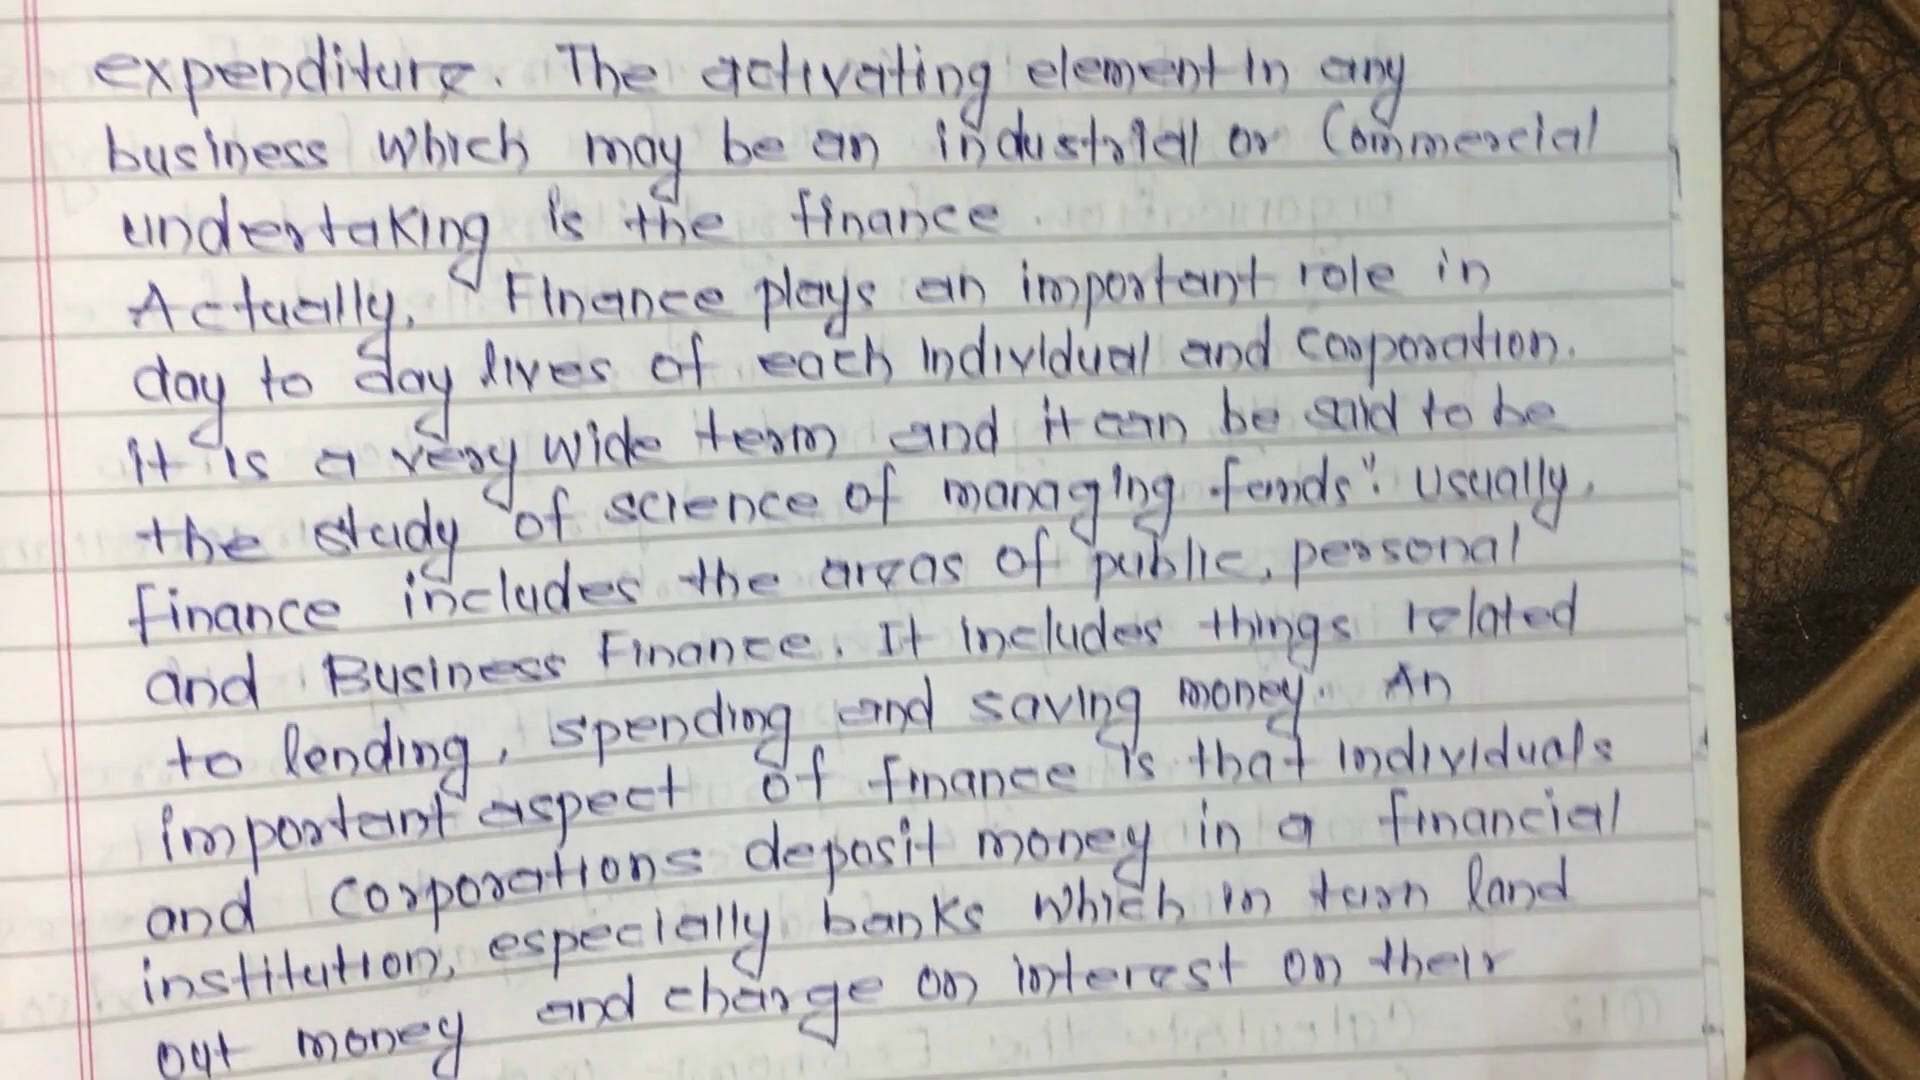 expenditure. The activating element in any
business which may be an industrial or Commercial
undertaking is the finance.
Actually, Finance plays an important role in
day to day lives of each individual and corporation.
it is a very wide term and it can be said to be
the study of science of managing funds". Usually,
finance includes the areas of public, personal
and Business Finance. It includes things related
to lending, spending and saving money. An
important aspect of finance is that individuals
and corporations deposit money in a financial
institution, especially banks which in turn land
out money and charge on interest on their